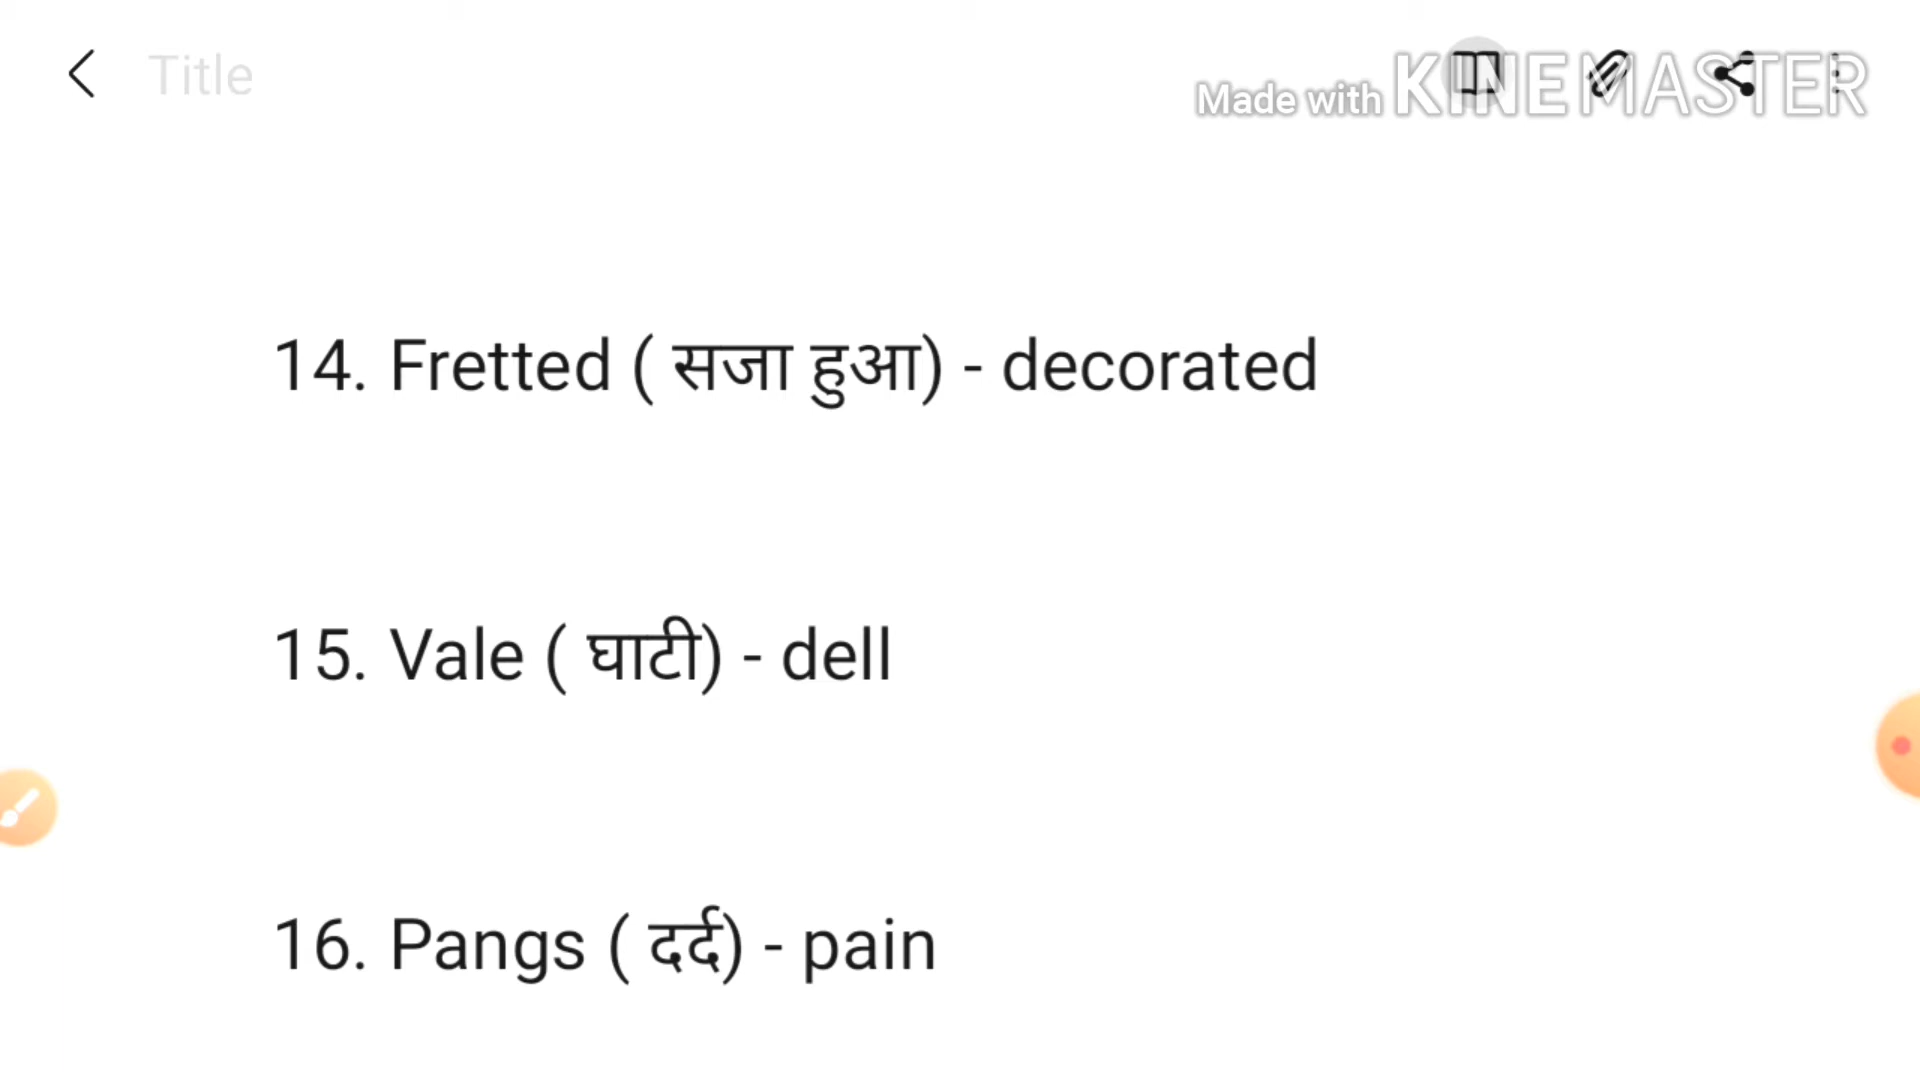 Title
Made with KINEMASTER
14. Fretted ( सजा हुआ) - decorated
15. Vale ( घाटी) - dell
16. Pangs ( दर्द) - pain